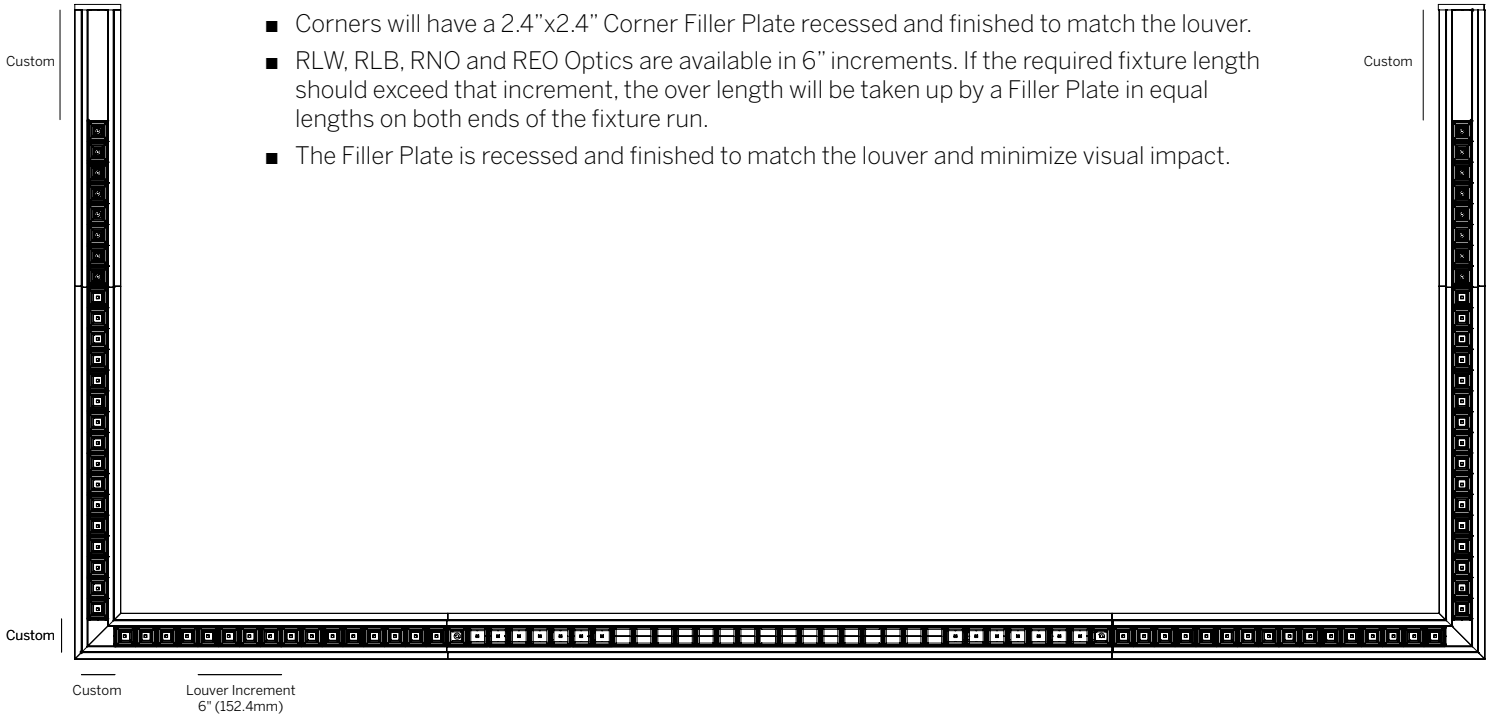 ■ Corners will have a 2.4”x2.4” Corner Filler Plate recessed and finished to match the louver.
Custom
Custom
■ RLW, RLB, RNO and REO Optics are available in 6” increments. If the required fixture length
should exceed that increment, the over length will be taken up by a Filler Plate in equal
lengths on both ends of the fixture run.
■ The Filler Plate is recessed and finished to match the louver and minimize visual impact.
Custom
Custom
Louver Increment
6" (152.4mm)